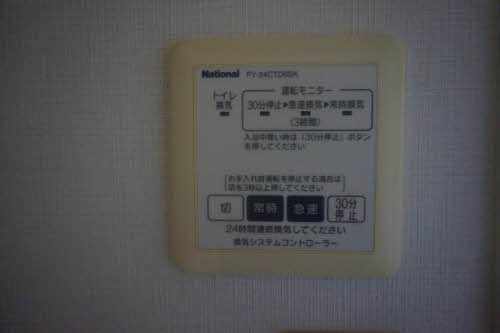 National FY-24CTD6SK
運転モニター
トイレ
換気
30分停止▶急速換気▶常時換気
(3時間)
入浴中寒い時は〔30分停止〕ボタン
を押してください
お手入れ時運転を停止する場合は
切を3秒以上押してください
切 常時 急速 30分
停止
24時間連続換気してください
換気システムコントローラー